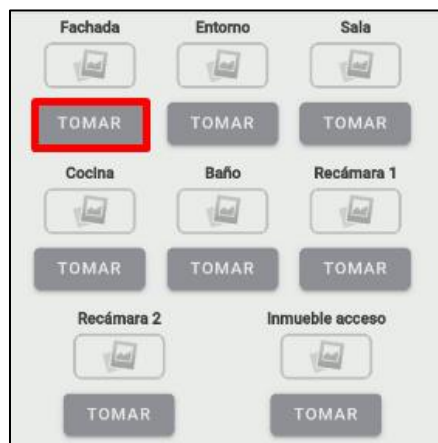 Fachada Entorno Sala
TOMAR TOMAR TOMAR
Cocina Baño Recámara 1
TOMAR TOMAR TOMAR
Recámara 2 Inmueble acceso
TOMAR TOMAR